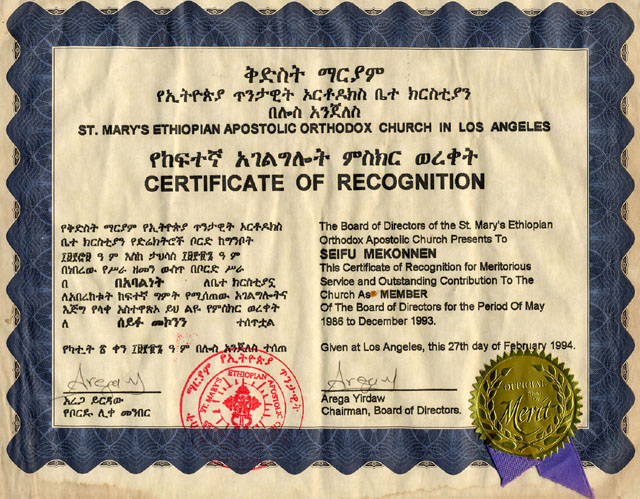 ቅድስት ማርያም
የኢትዮጵያ ጥንታዊት ኦርቶዶክስ ቤተ ክርስቲያን
በሎስ አንጀለስ
ST. MARY'S ETHIOPIAN APOSTOLIC ORTHODOX CHURCH IN LOS ANGELES
የከፍተኛ አገልግሎት ምስክር ወረቀት
CERTIFICATE OF RECOGNITION
የቅድስት ማርያም የኢትዮጵያ ጥንታዊት ኦርቶዶክስ
ቤተ ክርስቲያን የድሬክተሮች ቦርድ ከግንቦት
ዓ ም እስከ ታህሳስ ዓ ም
በነበረው የሥራ ዘመን ውስጥ በቦርድ ሥራ
በ በአባልነት ለቤተ ክርስቲያኗ
ላበረከቱት ከፍተኛ ግምት የሚሰጠው አገልግሎትና
እጅግ የላቀ አስተዋጽኦ ይህ ልዩ የምስክር ወረቀት
ለ ሰይፉ መኮንን ተሰጥቷል
የካቲት ቀን ዓ ም በሎስ አንጀለስ ተሰጠ
Arega Y
አረጋ ይርዳው
የቦርዱ ሊቀ መንበር
The Board of Directors of the St. Mary's Ethiopian
Orthodox Apostolic Church Presents To
SEIFU MEKONNEN
This Certificate of Recognition for Meritorious
Service and Outstanding Contribution To The
Church As MEMBER
Of The Board of Directors for the Period Of May
1986 to December 1993.
Given at Los Angeles, this 27th day of February 1994.
Arega Y
Arega Yirdaw
Chairman, Board of Directors.
ማርያም የኢትዮጵያ ጥንታዊት
ST. MARY'S ETHIOPIAN APOSTOLIC
OFFICIAL
Merit